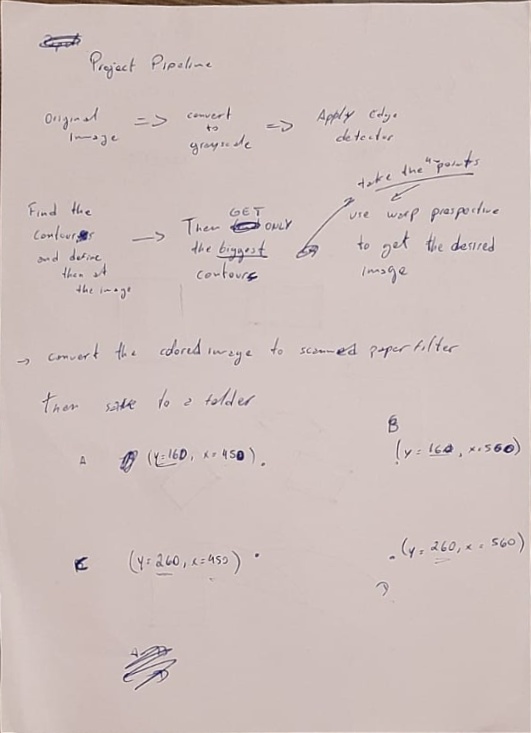 Project Pipeline
Original Image => convert to grayscale => Apply Edge detector
take the 4 points
Find the contours and define them at the image → Then GET ONLY the biggest contours
use warp prespective to get the desired image
→ convert the colored image to scanned paper filter
Then save to a folder
A (y=160, x=450) .
B
(y=160, x=560)
C (y=260, x=450) .
. (y=260, x=560)